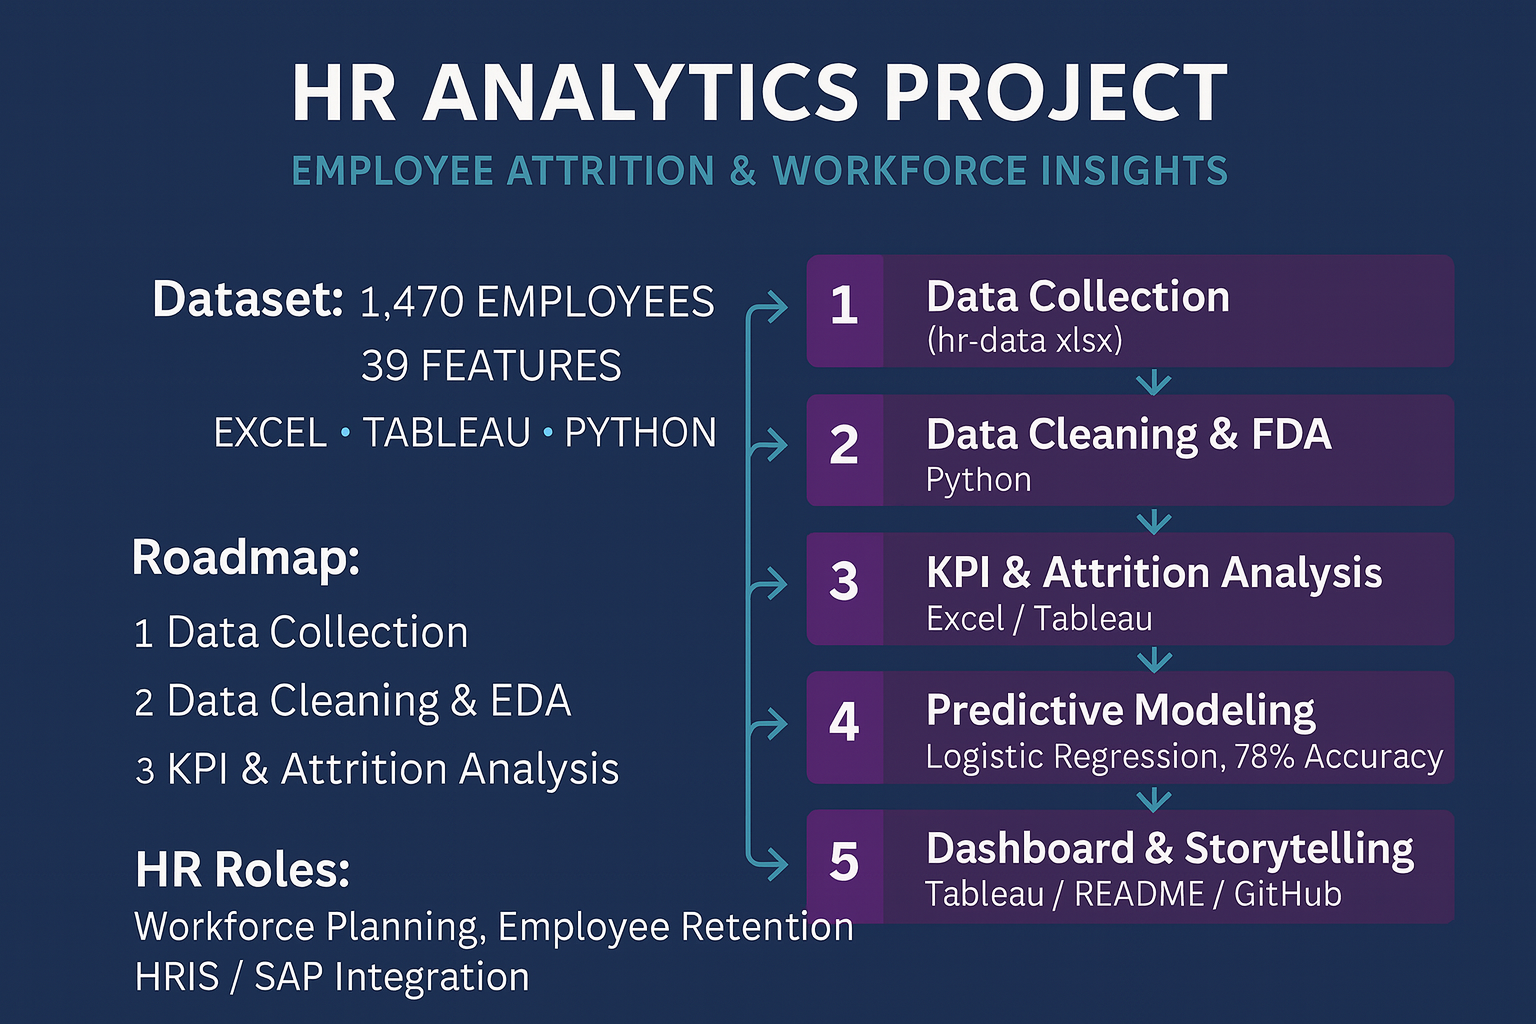 HR ANALYTICS PROJECT
EMPLOYEE ATTRITION & WORKFORCE INSIGHTS
Dataset: 1,470 EMPLOYEES
39 FEATURES
EXCEL • TABLEAU • PYTHON
Roadmap:
1 Data Collection
2 Data Cleaning & EDA
3 KPI & Attrition Analysis
HR Roles:
Workforce Planning, Employee Retention
HRIS / SAP Integration
1 Data Collection
(hr-data xlsx)
2 Data Cleaning & FDA
Python
3 KPI & Attrition Analysis
Excel / Tableau
4 Predictive Modeling
Logistic Regression, 78% Accuracy
5 Dashboard & Storytelling
Tableau / README / GitHub